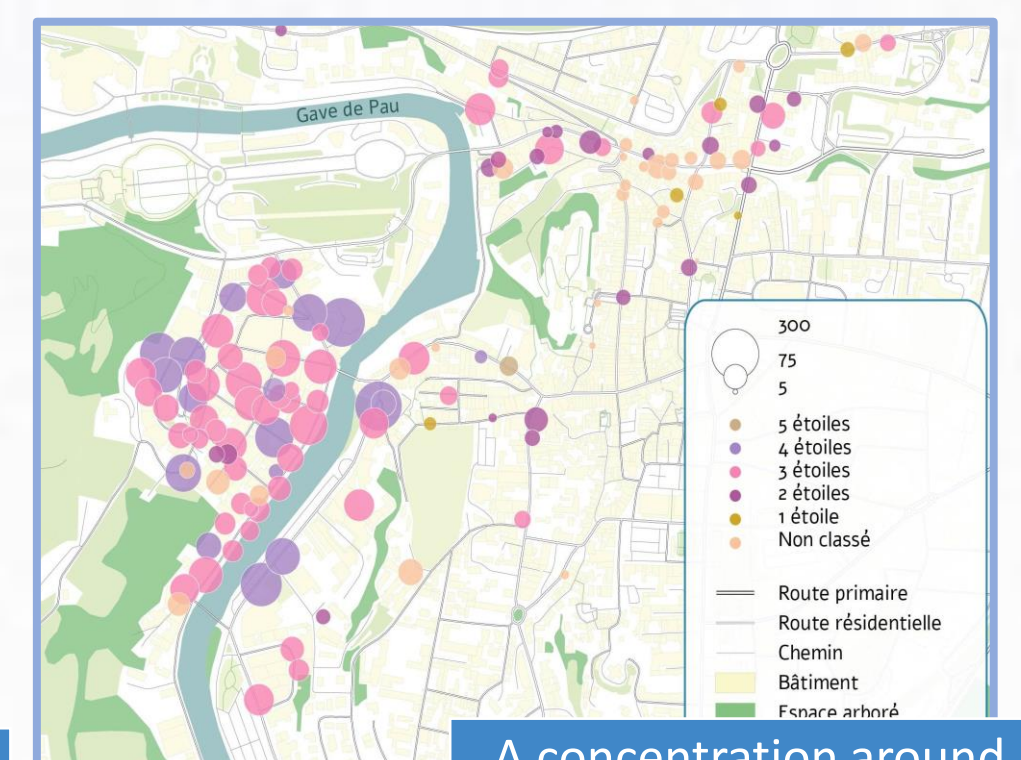 Gave de Pau
300
75
5
5 étoiles
4 étoiles
3 étoiles
2 étoiles
1 étoile
Non classé
Route primaire
Route résidentielle
Chemin
Bâtiment
Espace arboré
A concentration around